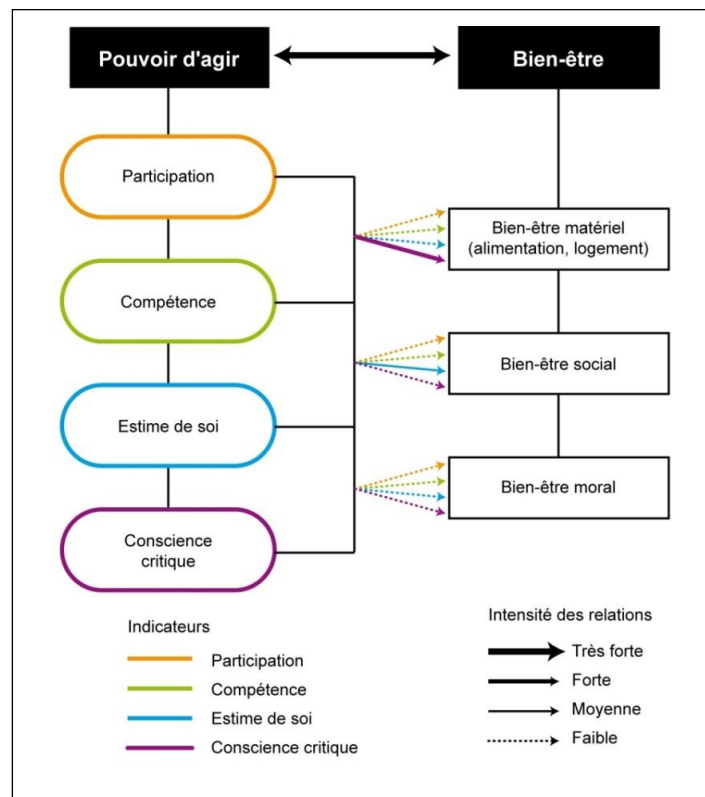 Pouvoir d'agir
Bien-être
Participation
Compétence
Estime de soi
Conscience
critique
Bien-être matériel
(alimentation, logement)
Bien-être social
Bien-être moral
Indicateurs
Participation
Compétence
Estime de soi
Conscience critique
Intensité des relations
Très forte
Forte
Moyenne
Faible